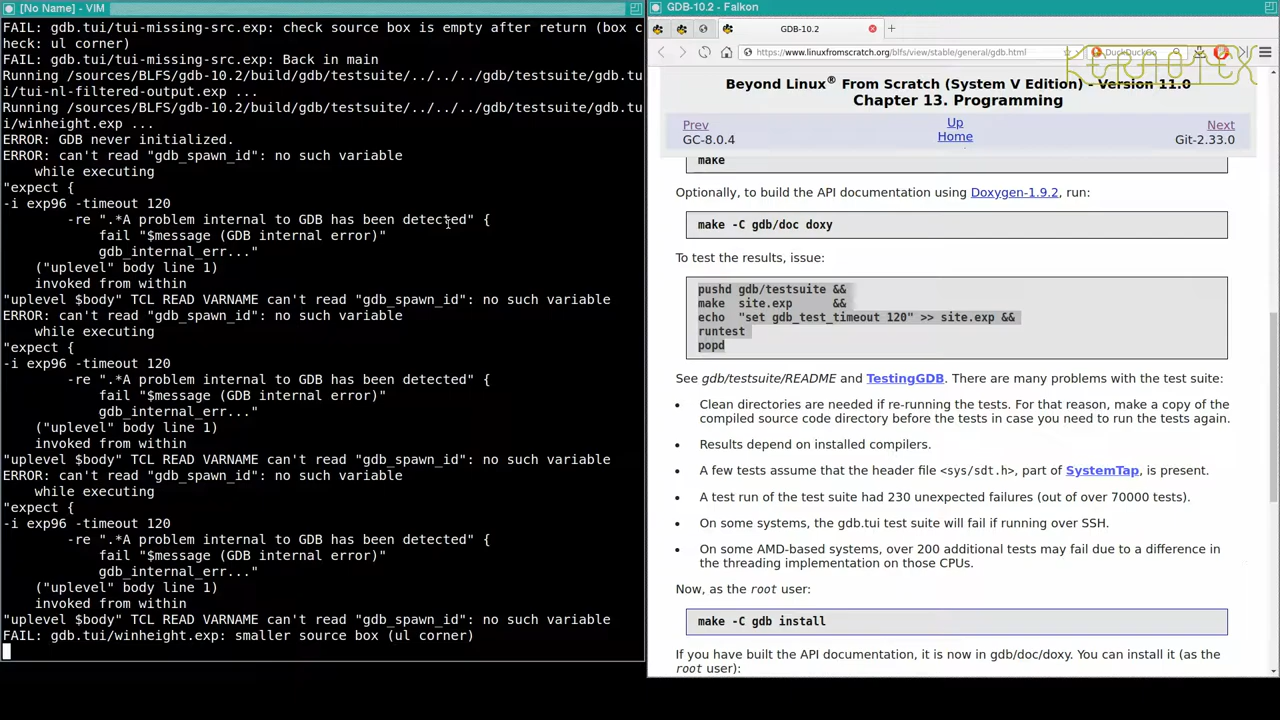 [No Name] - VIM
FAIL: gdb.tui/tui-missing-src.exp: check source box is empty after return (box c
heck: ul corner)
FAIL: gdb.tui/tui-missing-src.exp: Back in main
Running /sources/BLFS/gdb-10.2/build/gdb/testsuite/../../../gdb/testsuite/gdb.tu
i/tui-nl-filtered-output.exp ...
Running /sources/BLFS/gdb-10.2/build/gdb/testsuite/../../../gdb/testsuite/gdb.tu
i/winheight.exp ...
ERROR: GDB never initialized.
ERROR: can't read "gdb_spawn_id": no such variable
while executing
"expect {
-i exp96 -timeout 120
-re ".*A problem internal to GDB has been detected" {
fail "$message (GDB internal error)"
gdb_internal_err..."
("uplevel" body line 1)
invoked from within
"uplevel $body" TCL READ VARNAME can't read "gdb_spawn_id": no such variable
ERROR: can't read "gdb_spawn_id": no such variable
while executing
"expect {
-i exp96 -timeout 120
-re ".*A problem internal to GDB has been detected" {
fail "$message (GDB internal error)"
gdb_internal_err..."
("uplevel" body line 1)
invoked from within
"uplevel $body" TCL READ VARNAME can't read "gdb_spawn_id": no such variable
ERROR: can't read "gdb_spawn_id": no such variable
while executing
"expect {
-i exp96 -timeout 120
-re ".*A problem internal to GDB has been detected" {
fail "$message (GDB internal error)"
gdb_internal_err..."
("uplevel" body line 1)
invoked from within
"uplevel $body" TCL READ VARNAME can't read "gdb_spawn_id": no such variable
FAIL: gdb.tui/winheight.exp: smaller source box (ul corner)
GDB-10.2 - Falkon
GDB-10.2
https://www.linuxfromscratch.org/blfs/view/stable/general/gdb.html
DuckDuckGo
KERNOTEX
Beyond Linux® From Scratch (System V Edition) - Version 11.0
Chapter 13. Programming
Prev
Up
Next
GC-8.0.4
Home
Git-2.33.0
make
Optionally, to build the API documentation using Doxygen-1.9.2, run:
make -C gdb/doc doxy
To test the results, issue:
pushd gdb/testsuite &&
make  site.exp      &&
echo  "set gdb_test_timeout 120" >> site.exp &&
runtest
popd
See gdb/testsuite/README and TestingGDB. There are many problems with the test suite:
• Clean directories are needed if re-running the tests. For that reason, make a copy of the
compiled source code directory before the tests in case you need to run the tests again.
• Results depend on installed compilers.
• A few tests assume that the header file <sys/sdt.h>, part of SystemTap, is present.
• A test run of the test suite had 230 unexpected failures (out of over 70000 tests).
• On some systems, the gdb.tui test suite will fail if running over SSH.
• On some AMD-based systems, over 200 additional tests may fail due to a difference in
the threading implementation on those CPUs.
Now, as the root user:
make -C gdb install
If you have built the API documentation, it is now in gdb/doc/doxy. You can install it (as the
root user):